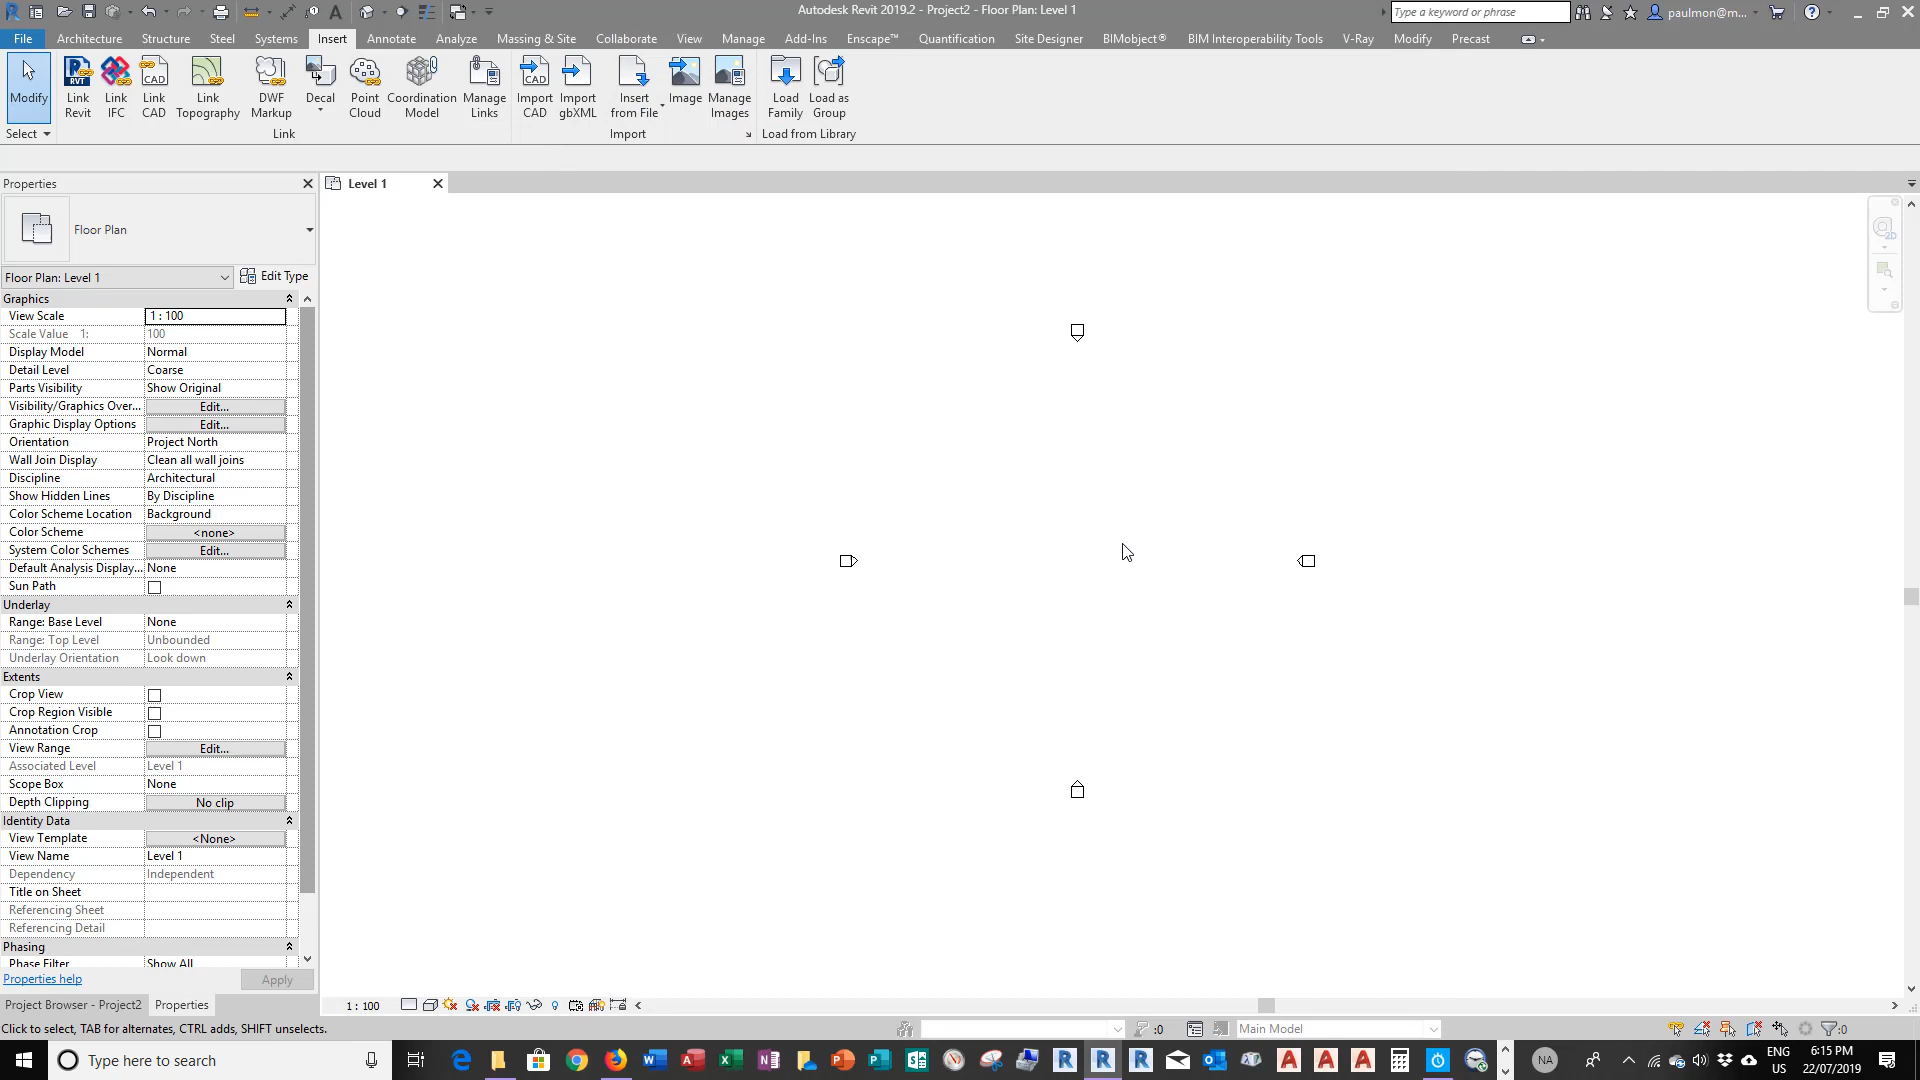 Autodesk Revit 2019.2 - Project2 - Floor Plan: Level 1
Type a keyword or phrase
paulmon@m...
File Architecture Structure Steel Systems Insert Annotate Analyze Massing & Site Collaborate View Manage Add-Ins Enscape™ Quantification Site Designer BIMobject® BIM Interoperability Tools V-Ray Modify Precast
Modify
Link Revit
Link IFC
Link CAD
Link Topography
DWF Markup
Decal
Point Cloud
Coordination Model
Manage Links
Import CAD
Import gbXML
Insert from File
Image
Manage Images
Load Family
Load as Group
Select
Link
Import
Load from Library
Properties
Level 1
Floor Plan
Floor Plan: Level 1
Edit Type
Graphics
View Scale 1 : 100
Scale Value 1: 100
Display Model Normal
Detail Level Coarse
Parts Visibility Show Original
Visibility/Graphics Over... Edit...
Graphic Display Options Edit...
Orientation Project North
Wall Join Display Clean all wall joins
Discipline Architectural
Show Hidden Lines By Discipline
Color Scheme Location Background
Color Scheme <none>
System Color Schemes Edit...
Default Analysis Display... None
Sun Path
Underlay
Range: Base Level None
Range: Top Level Unbounded
Underlay Orientation Look down
Extents
Crop View
Crop Region Visible
Annotation Crop
View Range Edit...
Associated Level Level 1
Scope Box None
Depth Clipping No clip
Identity Data
View Template <None>
View Name Level 1
Dependency Independent
Title on Sheet
Referencing Sheet
Referencing Detail
Phasing
Phase Filter Show All
Properties help
Apply
Project Browser - Project2
Properties
1 : 100
Click to select, TAB for alternates, CTRL adds, SHIFT unselects.
:0
Main Model
:0
Type here to search
NA
ENG
US
6:15 PM
22/07/2019